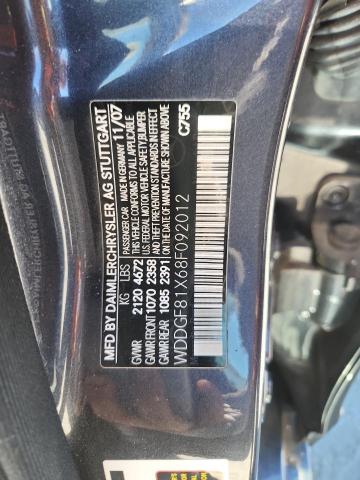 MFD BY DAIMLERCHRYSLER AG STUTTGART
KG LBS PASSENGER CAR MADE IN GERMANY 11/07
GVWR 2120 4672 THIS VEHICLE CONFORMS TO ALL APPLICABLE
GAWR FRONT 1070 2358 U.S. FEDERAL MOTOR VEHICLE SAFETY BUMPER
GAWR REAR 1085 2391 AND THEFT PREVENTION STANDARDS IN EFFECT
ON THE DATE OF MANUFACTURE SHOWN ABOVE
WDDGF81X68F092012 C755